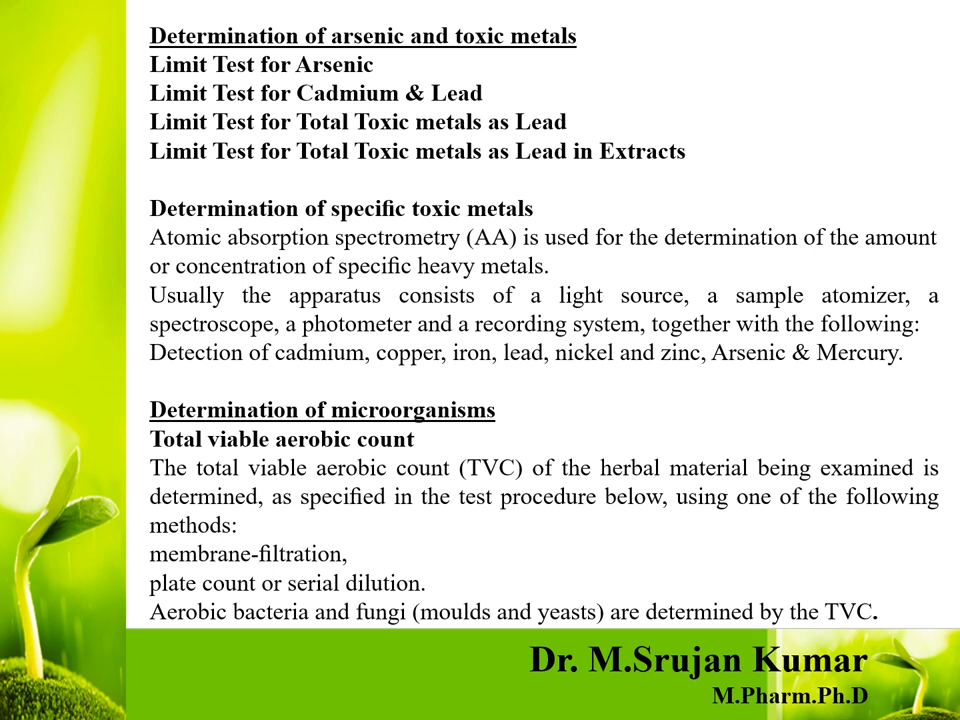 Determination of arsenic and toxic metals
Limit Test for Arsenic
Limit Test for Cadmium & Lead
Limit Test for Total Toxic metals as Lead
Limit Test for Total Toxic metals as Lead in Extracts
Determination of specific toxic metals
Atomic absorption spectrometry (AA) is used for the determination of the amount
or concentration of specific heavy metals.
Usually the apparatus consists of a light source, a sample atomizer, a
spectroscope, a photometer and a recording system, together with the following:
Detection of cadmium, copper, iron, lead, nickel and zinc, Arsenic & Mercury.
Determination of microorganisms
Total viable aerobic count
The total viable aerobic count (TVC) of the herbal material being examined is
determined, as specified in the test procedure below, using one of the following
methods:
membrane-filtration,
plate count or serial dilution.
Aerobic bacteria and fungi (moulds and yeasts) are determined by the TVC.
Dr. M.Srujan Kumar
M.Pharm.Ph.D